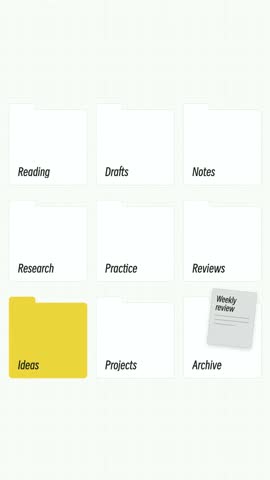 Reading
Drafts
Notes
Research
Practice
Reviews
Weekly
review
Ideas
Projects
Archive